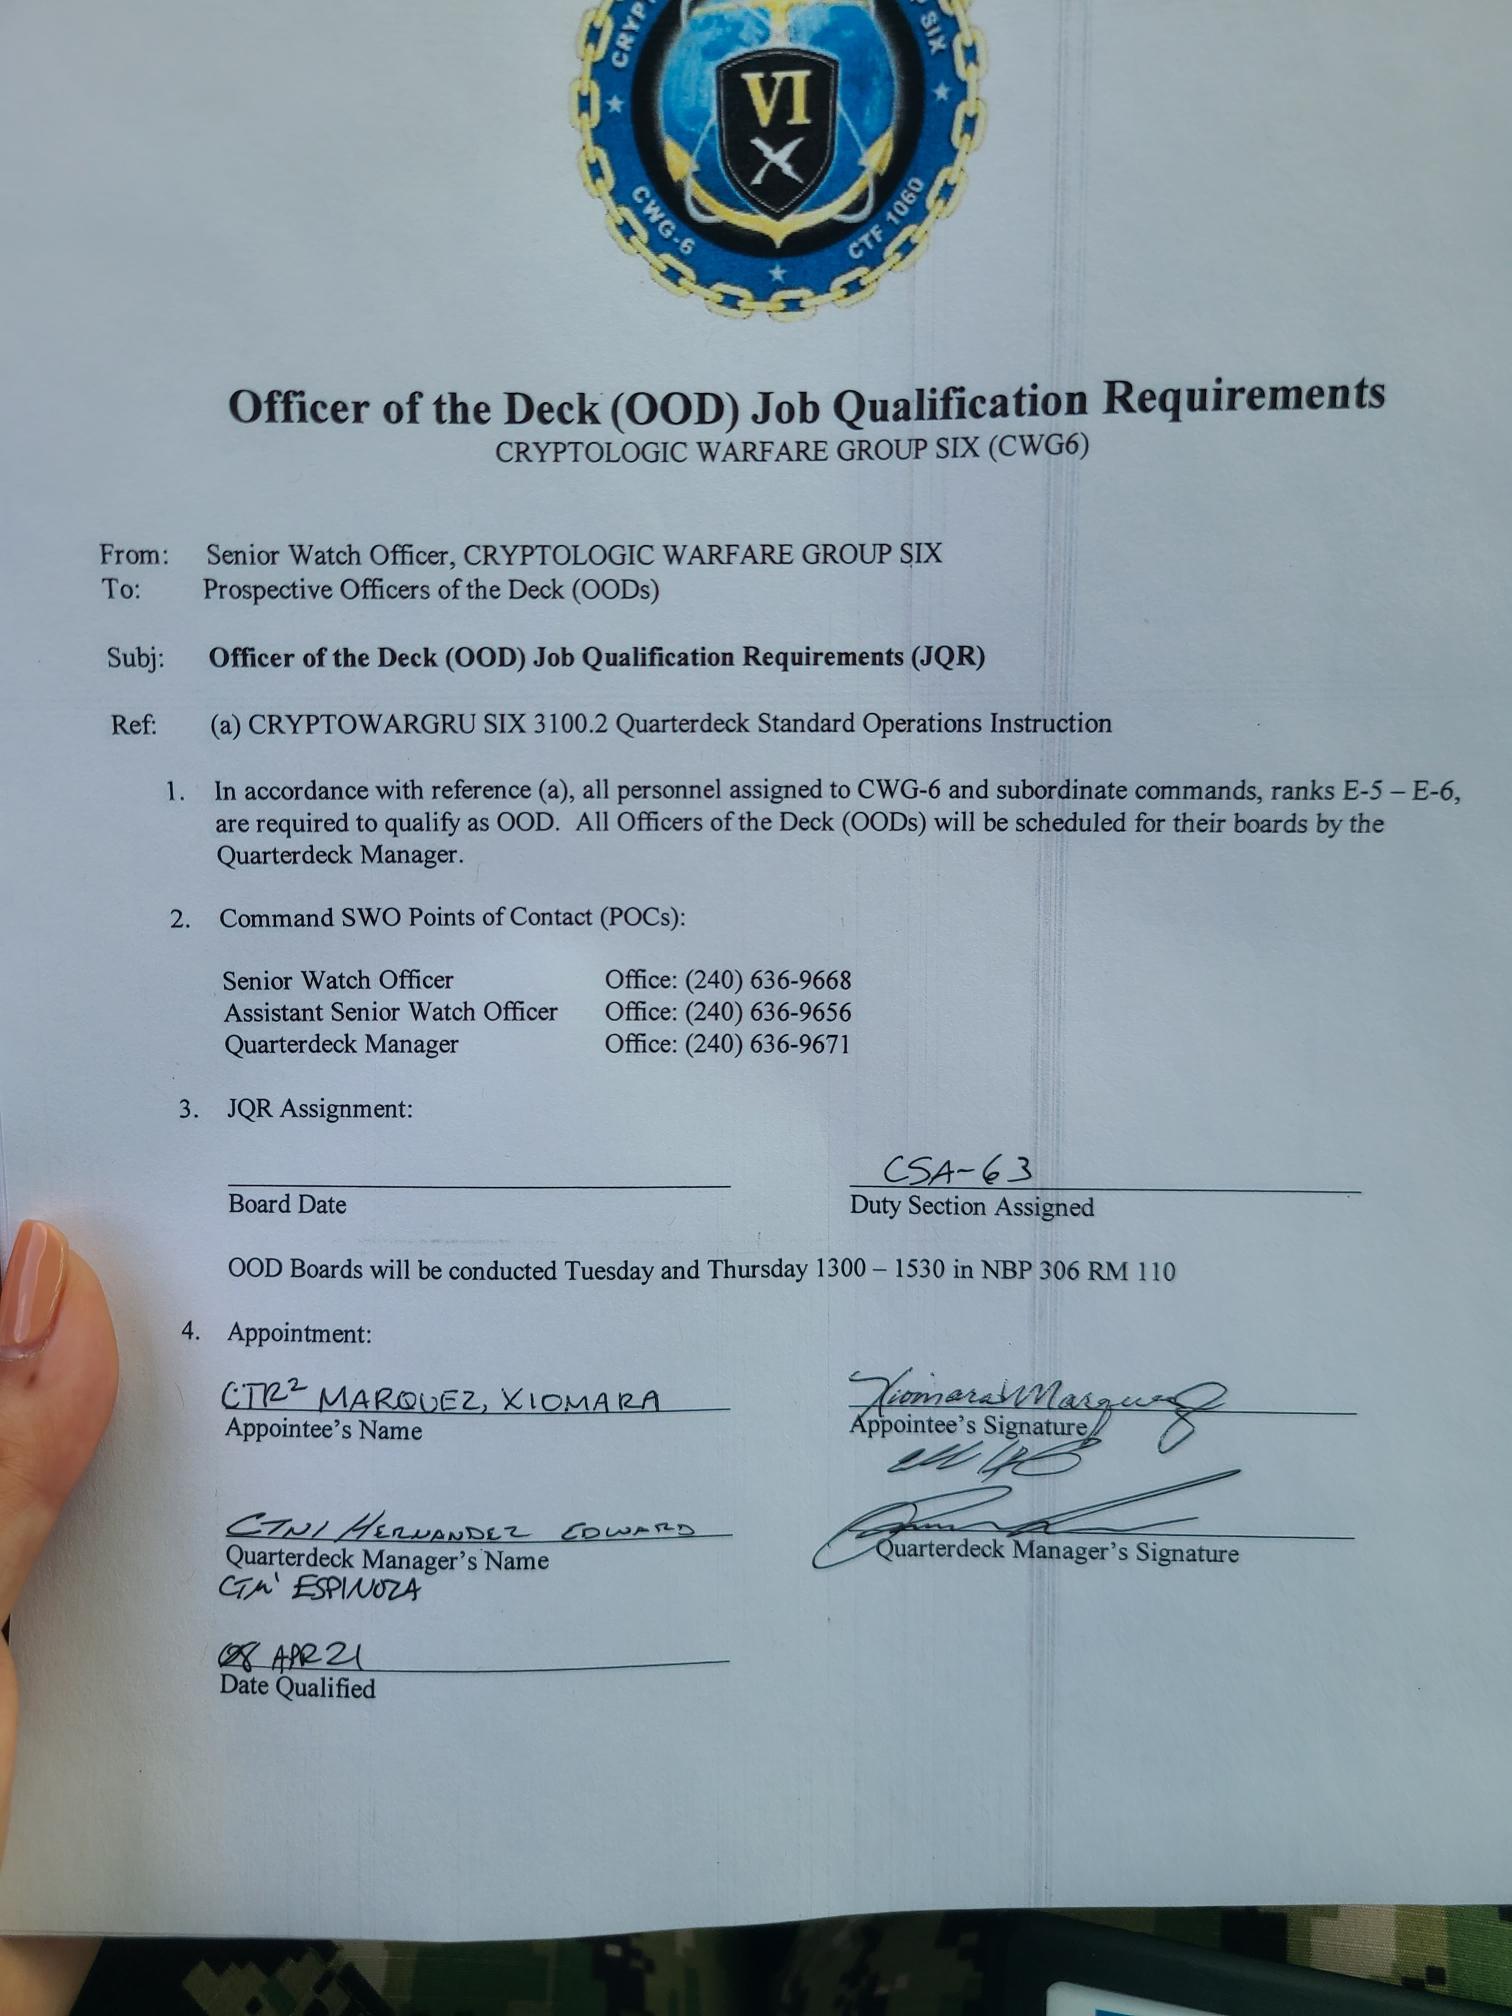 CRYP SIX
VI
CWG-6 CTF 1060
Officer of the Deck (OOD) Job Qualification Requirements
CRYPTOLOGIC WARFARE GROUP SIX (CWG6)
From: Senior Watch Officer, CRYPTOLOGIC WARFARE GROUP SIX
To: Prospective Officers of the Deck (OODs)
Subj: Officer of the Deck (OOD) Job Qualification Requirements (JQR)
Ref: (a) CRYPTOWARGRU SIX 3100.2 Quarterdeck Standard Operations Instruction
1. In accordance with reference (a), all personnel assigned to CWG-6 and subordinate commands, ranks E-5 – E-6,
are required to qualify as OOD. All Officers of the Deck (OODs) will be scheduled for their boards by the
Quarterdeck Manager.
2. Command SWO Points of Contact (POCs):
Senior Watch Officer Office: (240) 636-9668
Assistant Senior Watch Officer Office: (240) 636-9656
Quarterdeck Manager Office: (240) 636-9671
3. JQR Assignment:
CSA-63
Board Date Duty Section Assigned
OOD Boards will be conducted Tuesday and Thursday 1300 – 1530 in NBP 306 RM 110
4. Appointment:
CTR2 MARQUEZ, XIOMARA Xiomara Marquez
Appointee's Name Appointee's Signature
CTN1 HERNANDEZ EDWARD
Quarterdeck Manager's Name Quarterdeck Manager's Signature
ESPINOZA
08 APR 21
Date Qualified